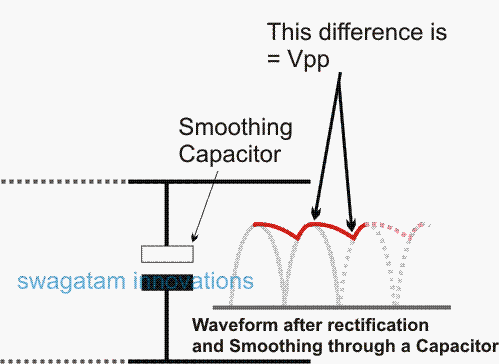 This difference is
= Vpp
Smoothing
Capacitor
swagatam innovations
Waveform after rectification
and Smoothing through a Capacitor